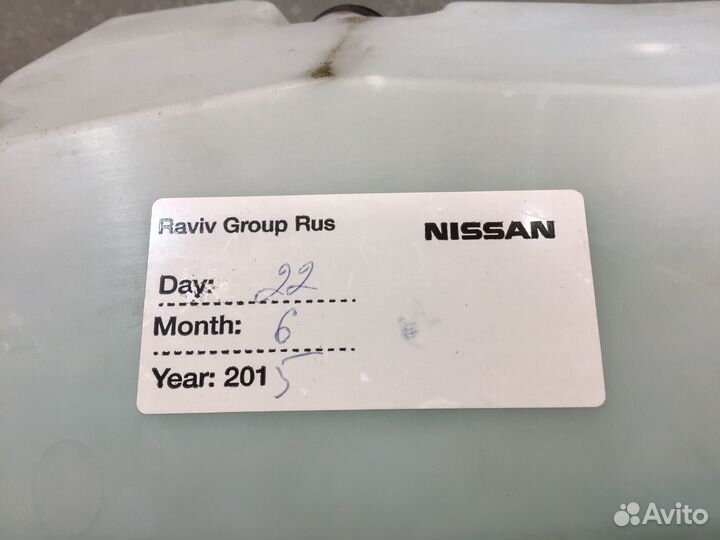 Raviv Group Rus NISSAN
Day: 22
Month: 6
Year: 2015
Avito